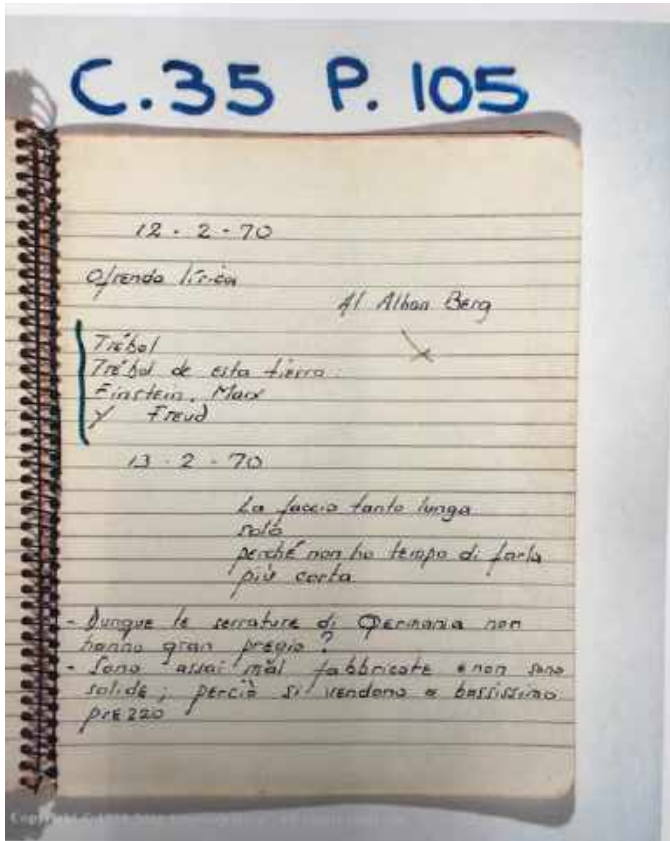 C.35 P. 105
12 - 2 - 70
Ofrenda lírica
Al Alban Berg
Trébol
Trébol de esta tierra:
Einstein, Marx
Y Freud
13 - 2 - 70
La faccio tanto lunga
solo
perché non ho tempo di farla
più corta
- Dunque le serrature di Germania non
hanno gran pregio?
- Sono assai mal fabbricate e non sono
solide; perciò si vendono a bassissimo
prezzo